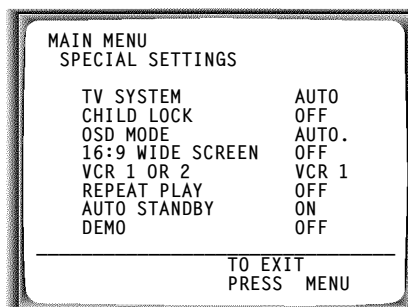 MAIN MENU
SPECIAL SETTINGS
TV SYSTEM AUTO
CHILD LOCK OFF
OSD MODE AUTO.
16:9 WIDE SCREEN OFF
VCR 1 OR 2 VCR 1
REPEAT PLAY OFF
AUTO STANDBY ON
DEMO OFF
TO EXIT
PRESS MENU